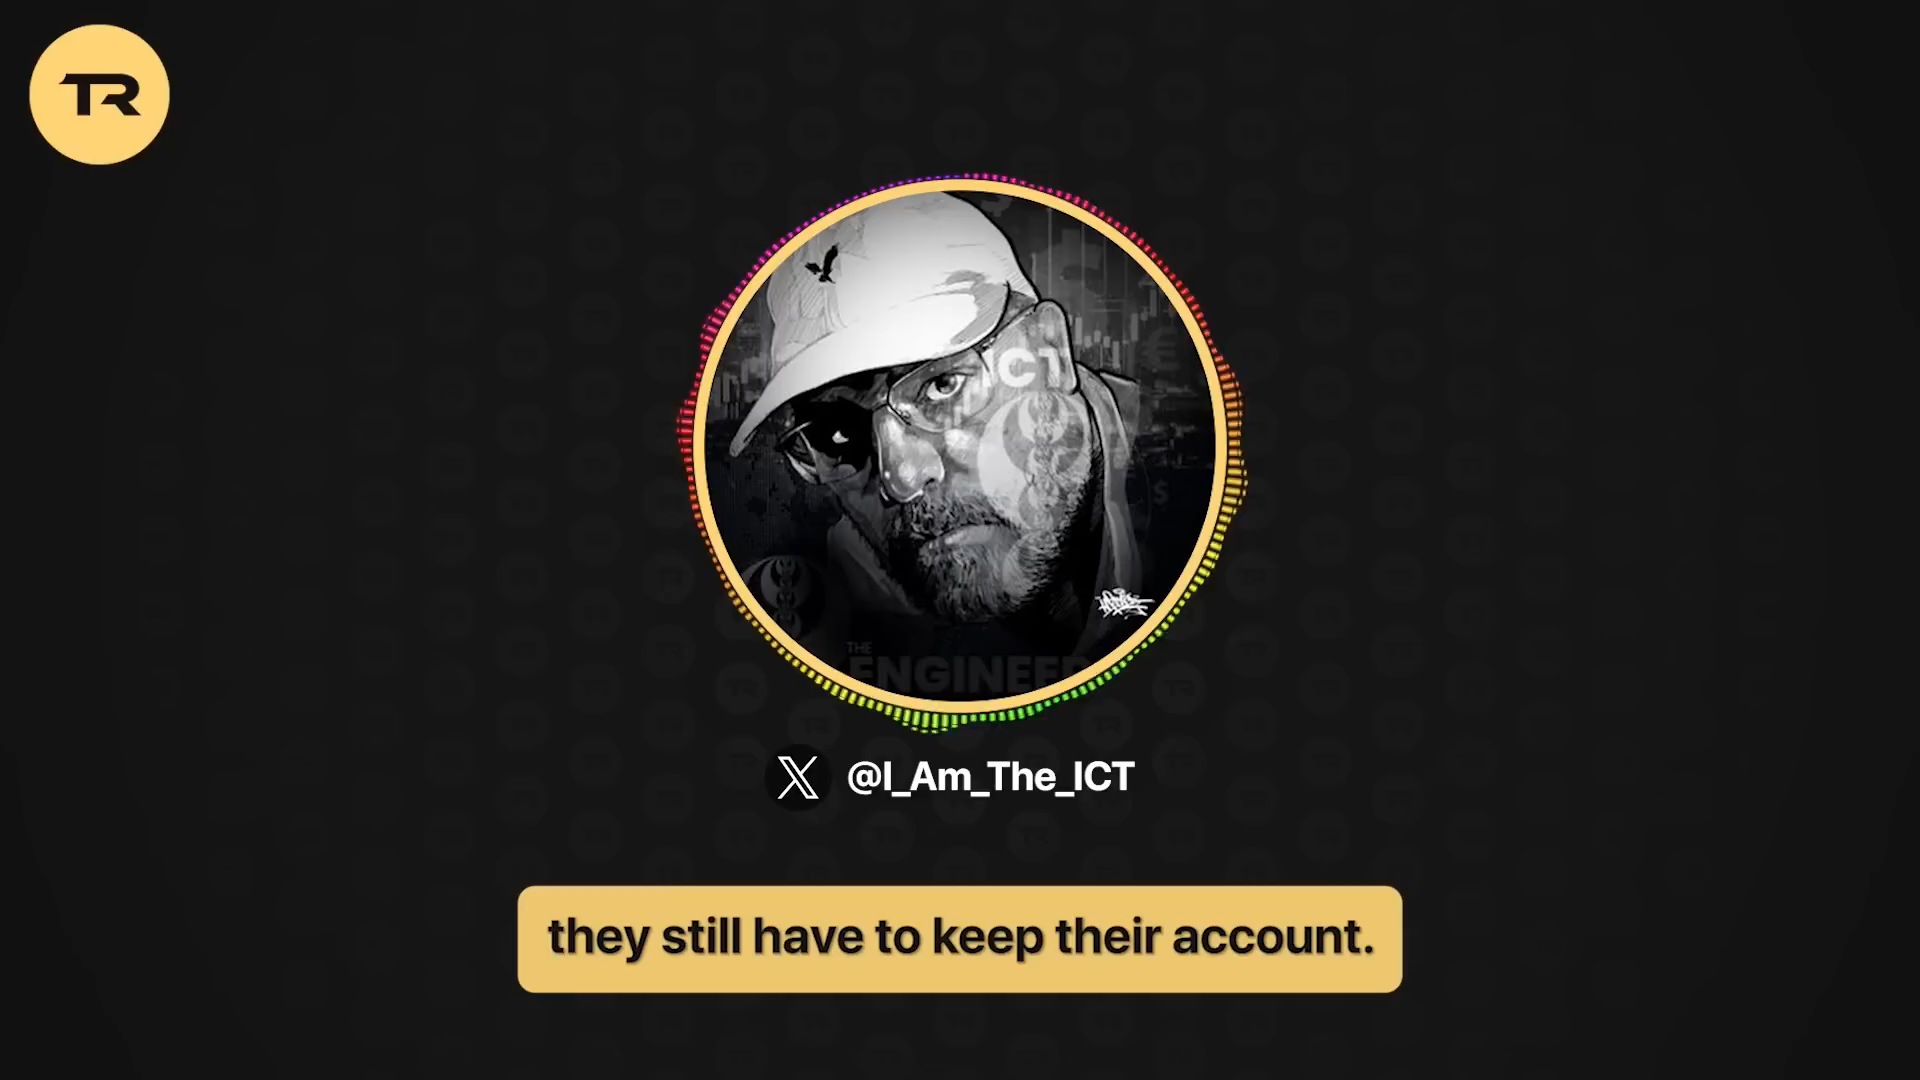 TR
ICT
THE
ENGINEER
@I_Am_The_ICT
they still have to keep their account.